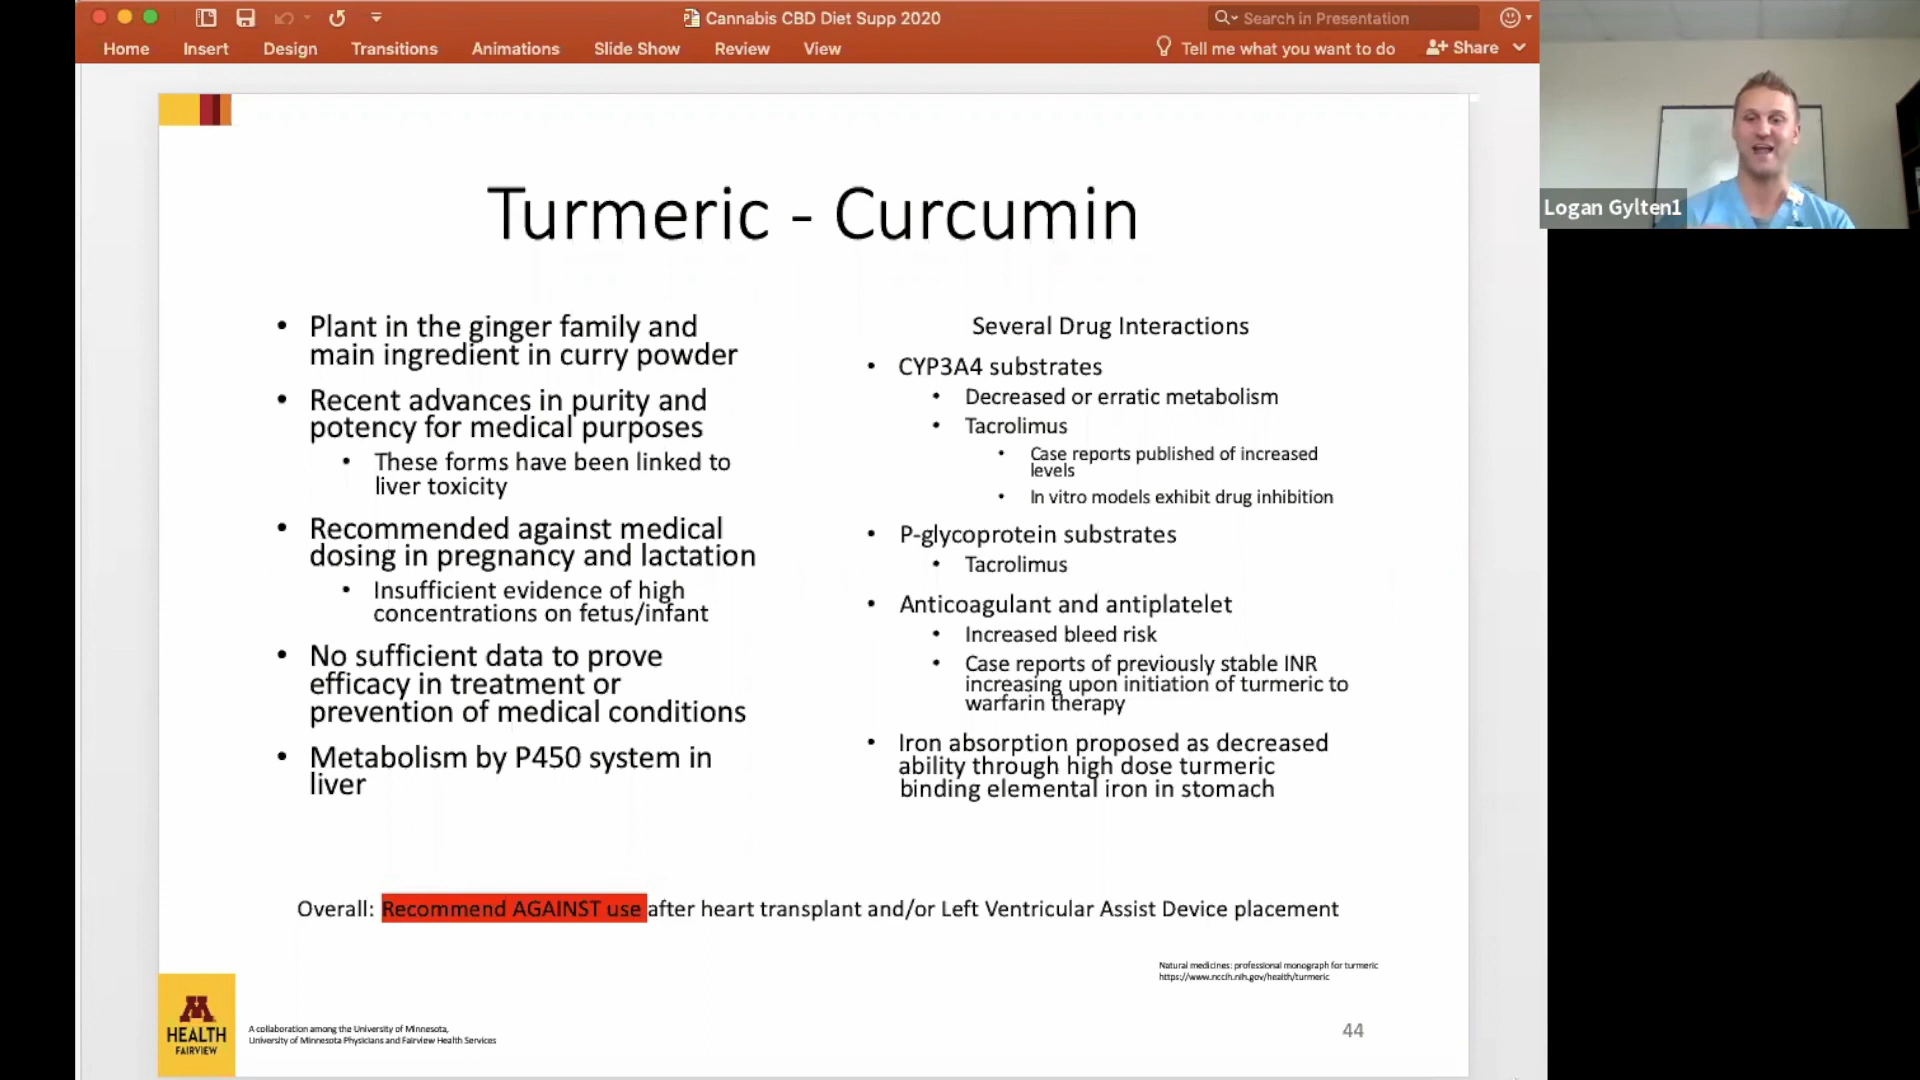 Cannabis CBD Diet Supp 2020
Search in Presentation
Home Insert Design Transitions Animations Slide Show Review View
Tell me what you want to do
Share
Logan Gylten1
Turmeric - Curcumin
• Plant in the ginger family and
main ingredient in curry powder
• Recent advances in purity and
potency for medical purposes
• These forms have been linked to
liver toxicity
• Recommended against medical
dosing in pregnancy and lactation
• Insufficient evidence of high
concentrations on fetus/infant
• No sufficient data to prove
efficacy in treatment or
prevention of medical conditions
• Metabolism by P450 system in
liver
Several Drug Interactions
• CYP3A4 substrates
• Decreased or erratic metabolism
• Tacrolimus
• Case reports published of increased
levels
• In vitro models exhibit drug inhibition
• P-glycoprotein substrates
• Tacrolimus
• Anticoagulant and antiplatelet
• Increased bleed risk
• Case reports of previously stable INR
increasing upon initiation of turmeric to
warfarin therapy
• Iron absorption proposed as decreased
ability through high dose turmeric
binding elemental iron in stomach
Overall: Recommend AGAINST use after heart transplant and/or Left Ventricular Assist Device placement
Natural medicines: professional monograph for turmeric
https://www.nccih.nih.gov/health/turmeric
M
HEALTH
FAIRVIEW
A collaboration among the University of Minnesota,
University of Minnesota Physicians and Fairview Health Services
44